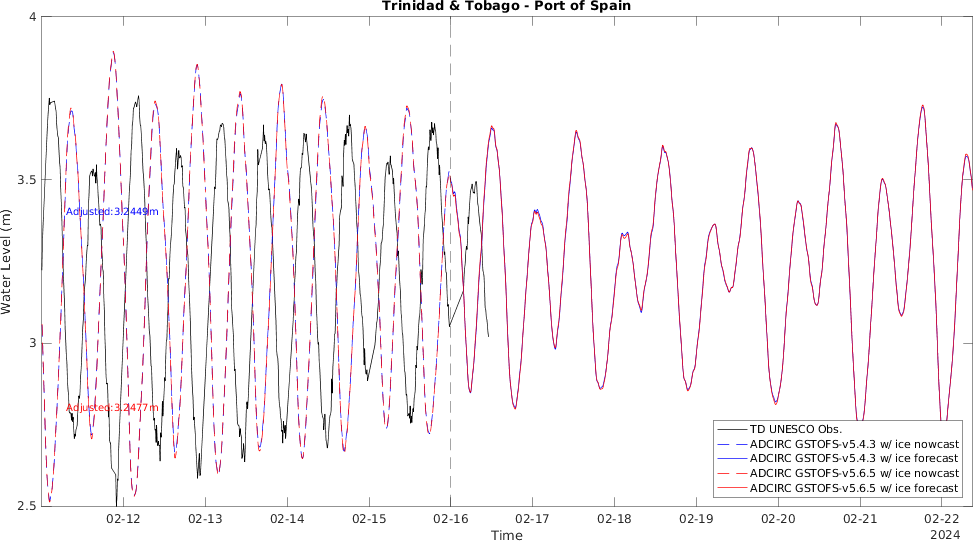 Trinidad & Tobago - Port of Spain
4
3.5
3
2.5
Water Level (m)
Adjusted:3.2449m
Adjusted:3.2477m
TD UNESCO Obs.
ADCIRC GSTOFS-v5.4.3 w/ ice nowcast
ADCIRC GSTOFS-v5.4.3 w/ ice forecast
ADCIRC GSTOFS-v5.6.5 w/ ice nowcast
ADCIRC GSTOFS-v5.6.5 w/ ice forecast
02-12 02-13 02-14 02-15 02-16 02-17 02-18 02-19 02-20 02-21 02-22
Time
2024